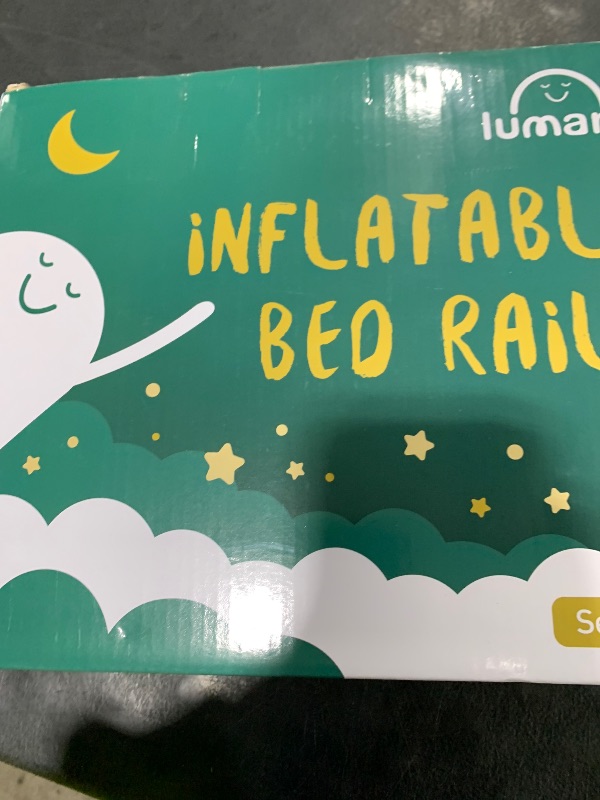 lumar
iNFLATABL
BED RAiL
Se